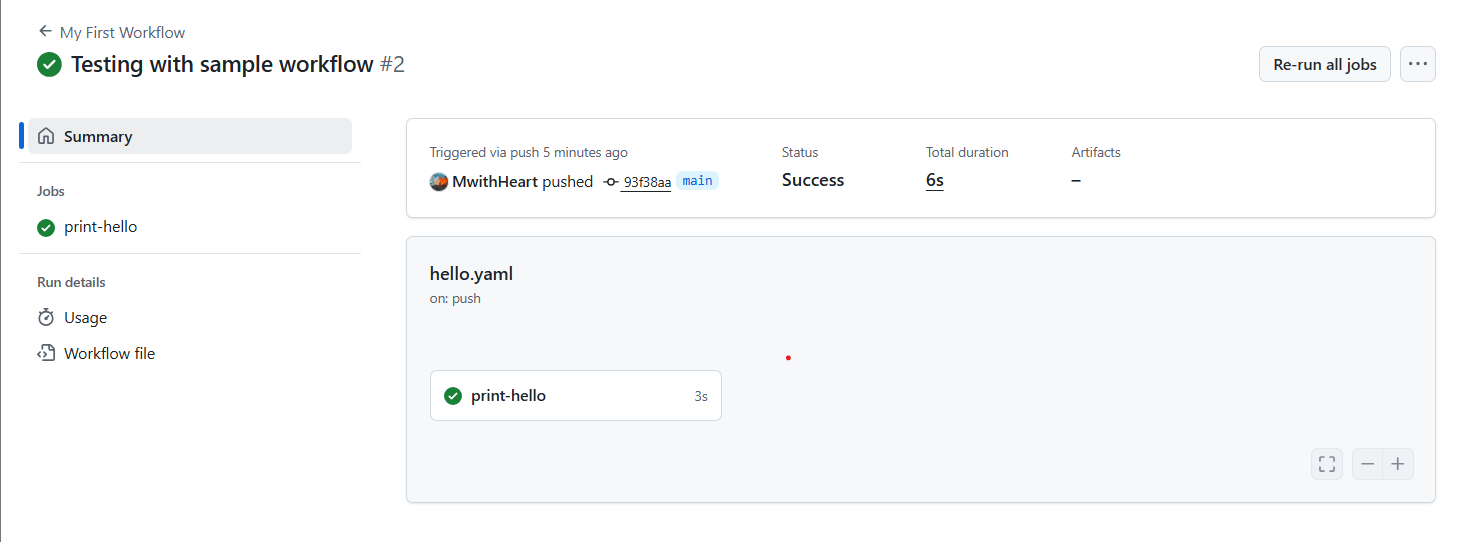 My First Workflow
Testing with sample workflow #2
Re-run all jobs
Summary
Jobs
print-hello
Run details
Usage
Workflow file
Triggered via push 5 minutes ago
MwithHeart pushed 93f38aa main
Status
Success
Total duration
6s
Artifacts
–
hello.yaml
on: push
print-hello 3s